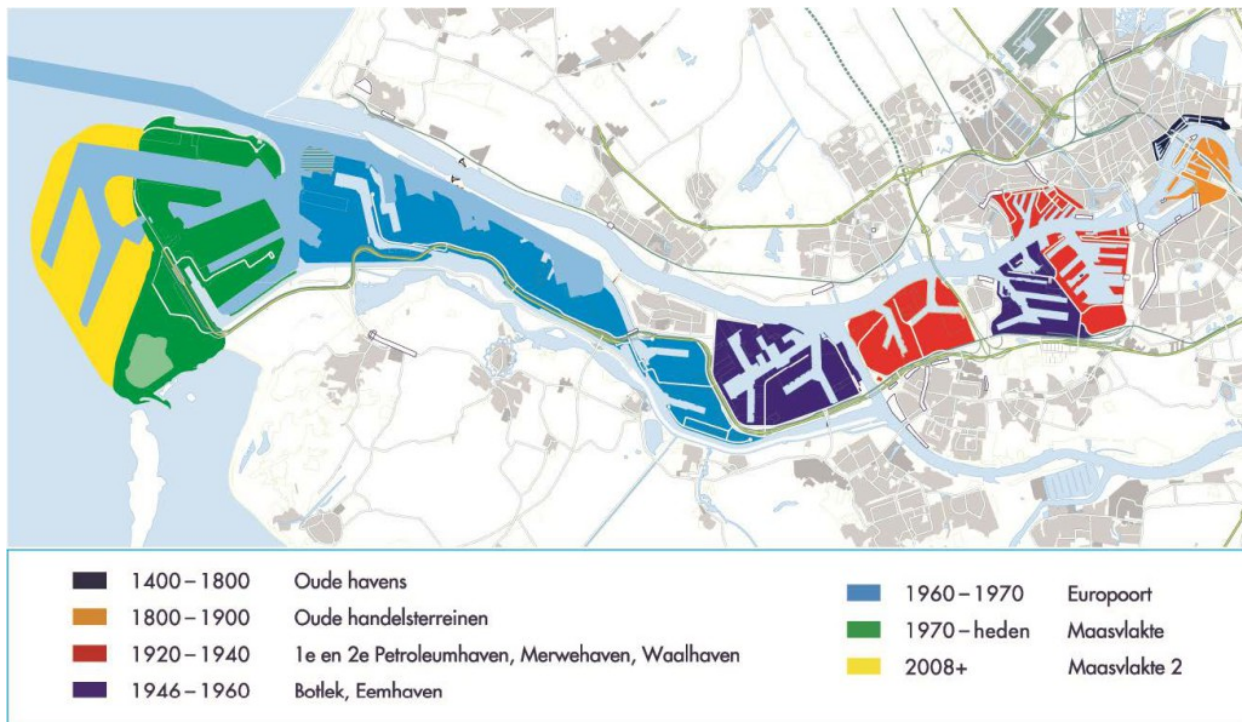 1400 – 1800 Oude havens
1800 – 1900 Oude handelsterreinen
1920 – 1940 1e en 2e Petroleumhaven, Merwehaven, Waalhaven
1946 – 1960 Botlek, Eemhaven
1960 – 1970 Europoort
1970 – heden Maasvlakte
2008+ Maasvlakte 2